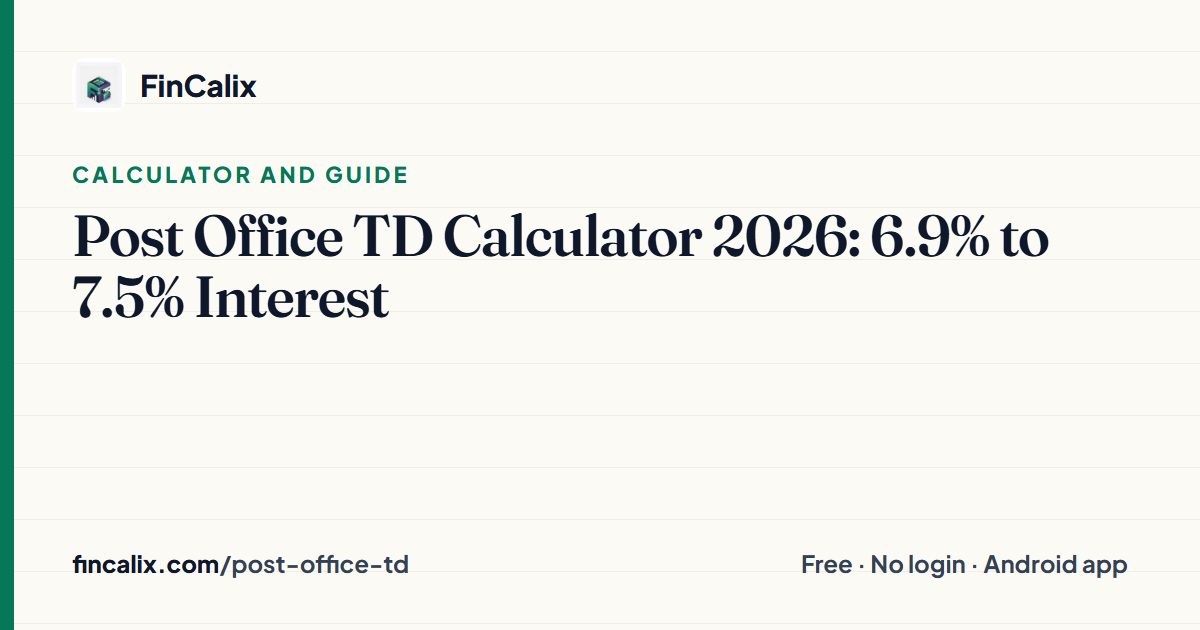 FinCalix
CALCULATOR AND GUIDE
Post Office TD Calculator 2026: 6.9% to
7.5% Interest
fincalix.com/post-office-td
Free · No login · Android app